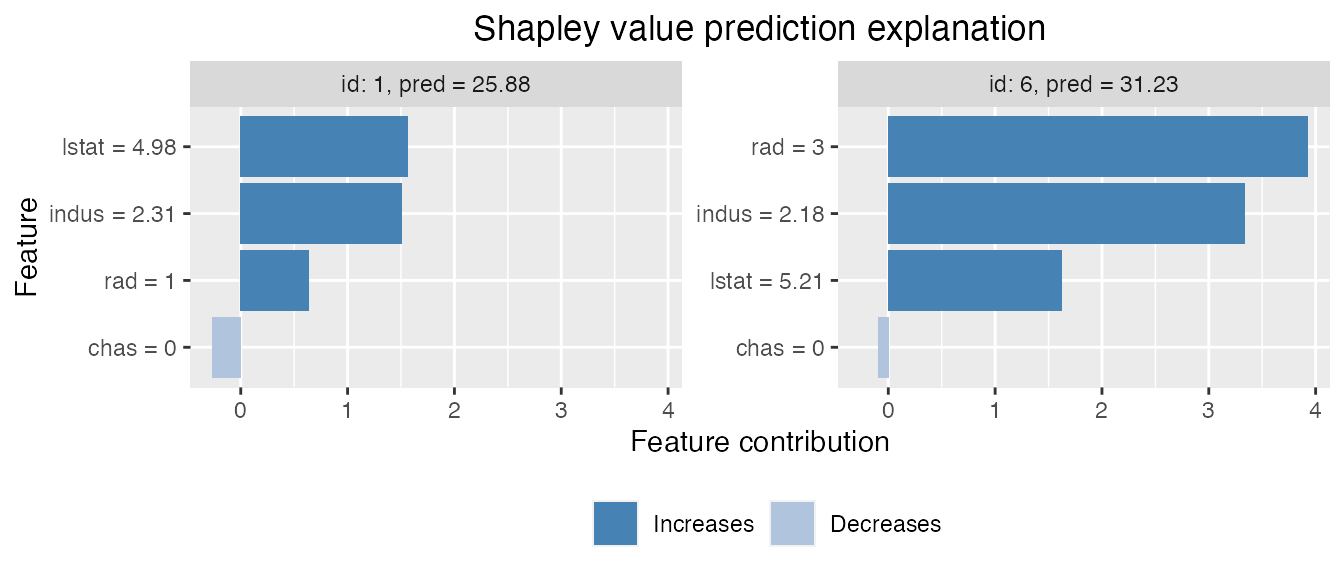 Shapley value prediction explanation
id: 1, pred = 25.88
lstat = 4.98
indus = 2.31
rad = 1
chas = 0
0 1 2 3 4
id: 6, pred = 31.23
rad = 3
indus = 2.18
lstat = 5.21
chas = 0
0 1 2 3 4
Feature
Feature contribution
Increases Decreases